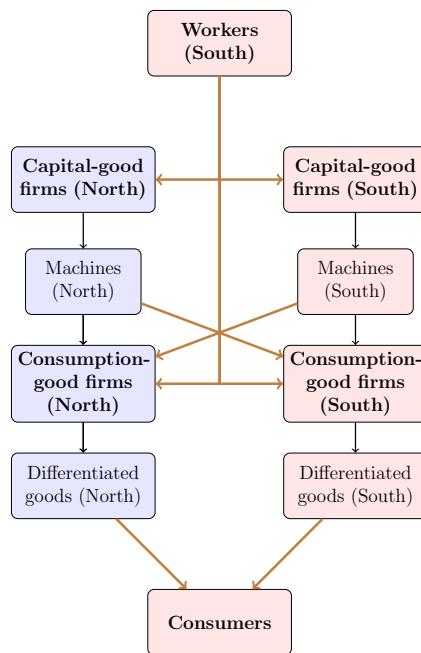 Workers
(South)
Capital-good
firms (North)
Capital-good
firms (South)
Machines
(North)
Machines
(South)
Consumption-
good firms
(North)
Consumption-
good firms
(South)
Differentiated
goods (North)
Differentiated
goods (South)
Consumers